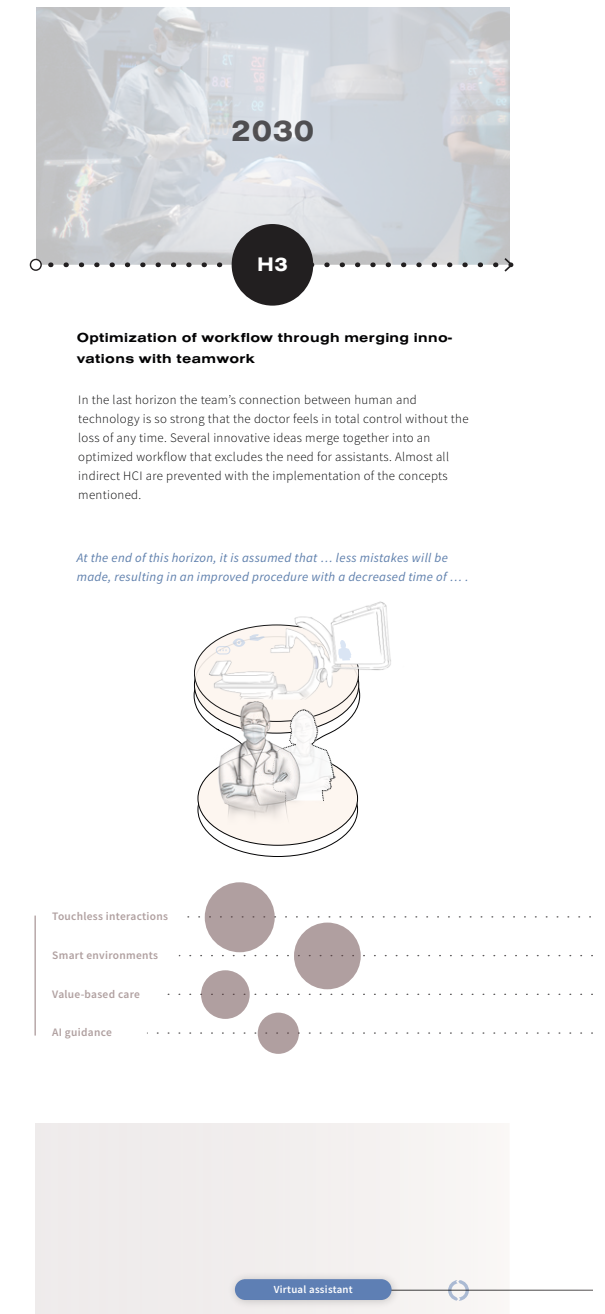 2030
H3
Optimization of workflow through merging inno-
vations with teamwork
In the last horizon the team's connection between human and
technology is so strong that the doctor feels in total control without the
loss of any time. Several innovative ideas merge together into an
optimized workflow that excludes the need for assistants. Almost all
indirect HCI are prevented with the implementation of the concepts
mentioned.
At the end of this horizon, it is assumed that … less mistakes will be
made, resulting in an improved procedure with a decreased time of … .
Touchless interactions
Smart environments
Value-based care
AI guidance
Virtual assistant